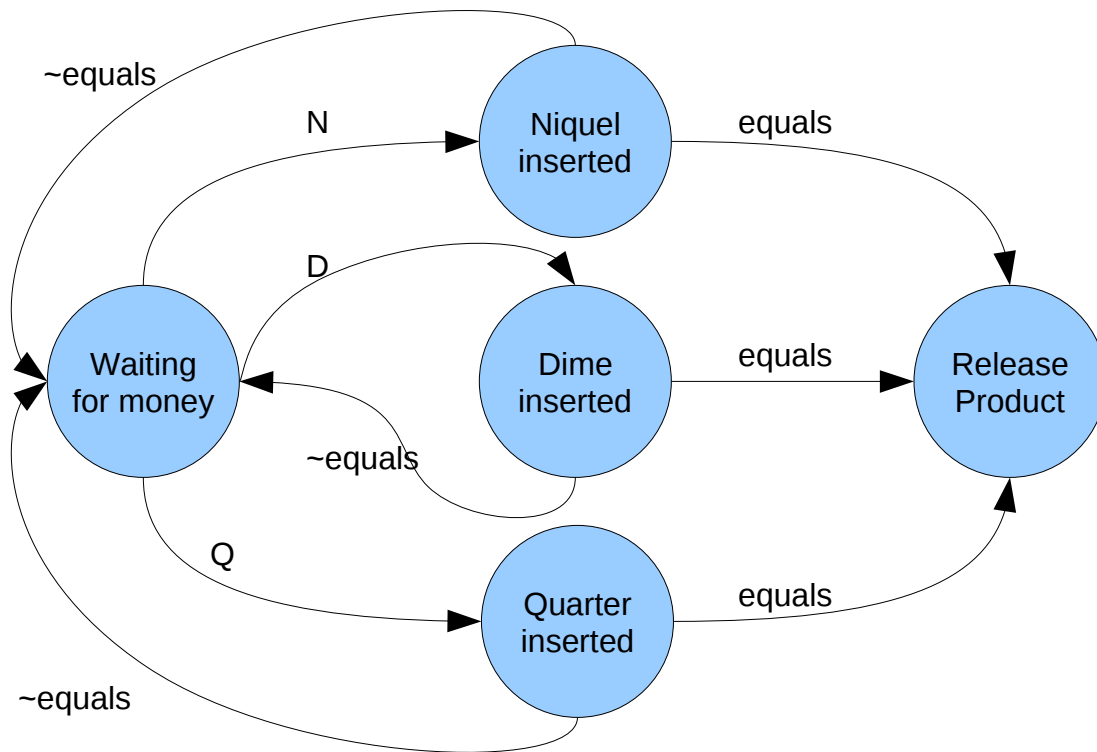 ~equals
N
Niquel
inserted
equals
D
Waiting
for money
Dime
inserted
equals
Release
Product
~equals
Q
Quarter
inserted
equals
~equals